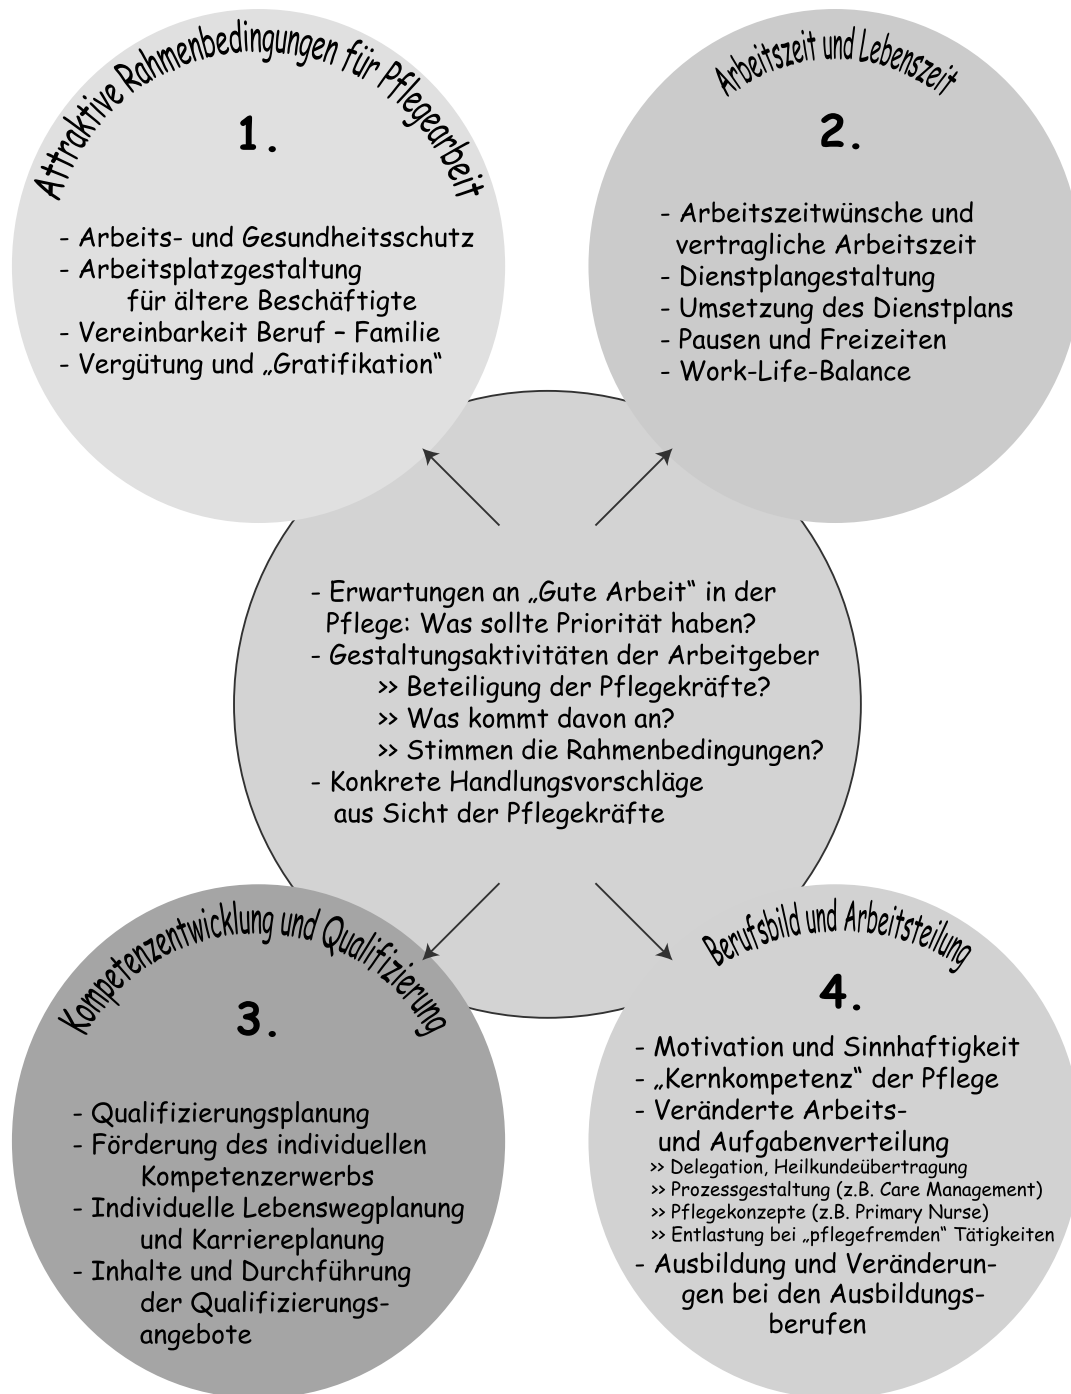 Attraktive Rahmenbedingungen für Pflegearbeit
1.
- Arbeits- und Gesundheitsschutz
- Arbeitsplatzgestaltung
für ältere Beschäftigte
- Vereinbarkeit Beruf – Familie
- Vergütung und „Gratifikation“
Arbeitszeit und Lebenszeit
2.
- Arbeitszeitwünsche und
vertragliche Arbeitszeit
- Dienstplangestaltung
- Umsetzung des Dienstplans
- Pausen und Freizeiten
- Work-Life-Balance
- Erwartungen an „Gute Arbeit“ in der
Pflege: Was sollte Priorität haben?
- Gestaltungsaktivitäten der Arbeitgeber
>> Beteiligung der Pflegekräfte?
>> Was kommt davon an?
>> Stimmen die Rahmenbedingungen?
- Konkrete Handlungsvorschläge
aus Sicht der Pflegekräfte
Kompetenzentwicklung und Qualifizierung
3.
- Qualifizierungsplanung
- Förderung des individuellen
Kompetenzerwerbs
- Individuelle Lebenswegplanung
und Karriereplanung
- Inhalte und Durchführung
der Qualifizierungs-
angebote
Berufsbild und Arbeitsteilung
4.
- Motivation und Sinnhaftigkeit
- „Kernkompetenz“ der Pflege
- Veränderte Arbeits-
und Aufgabenverteilung
>> Delegation, Heilkundeübertragung
>> Prozessgestaltung (z.B. Care Management)
>> Pflegekonzepte (z.B. Primary Nurse)
>> Entlastung bei „pflegefremden“ Tätigkeiten
- Ausbildung und Veränderun-
gen bei den Ausbildungs-
berufen